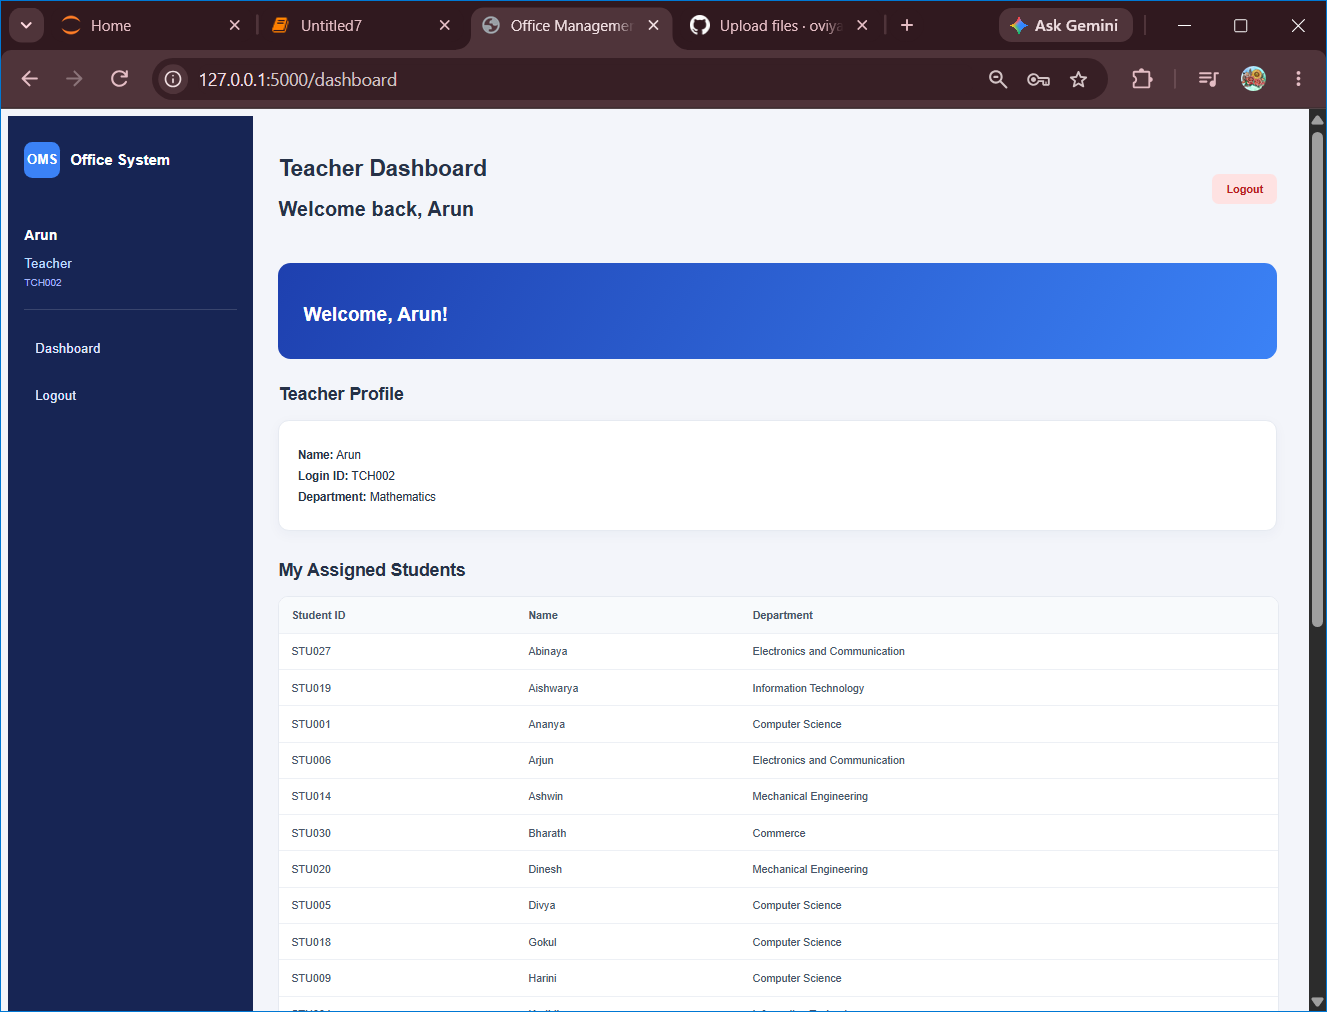 Home
Untitled7
Office Managemen
Upload files · oviya
Ask Gemini
127.0.0.1:5000/dashboard
OMS Office System
Arun
Teacher
TCH002
Dashboard
Logout
Teacher Dashboard
Welcome back, Arun
Logout
Welcome, Arun!
Teacher Profile
Name: Arun
Login ID: TCH002
Department: Mathematics
My Assigned Students
Student ID Name Department
STU027 Abinaya Electronics and Communication
STU019 Aishwarya Information Technology
STU001 Ananya Computer Science
STU006 Arjun Electronics and Communication
STU014 Ashwin Mechanical Engineering
STU030 Bharath Commerce
STU020 Dinesh Mechanical Engineering
STU005 Divya Computer Science
STU018 Gokul Computer Science
STU009 Harini Computer Science